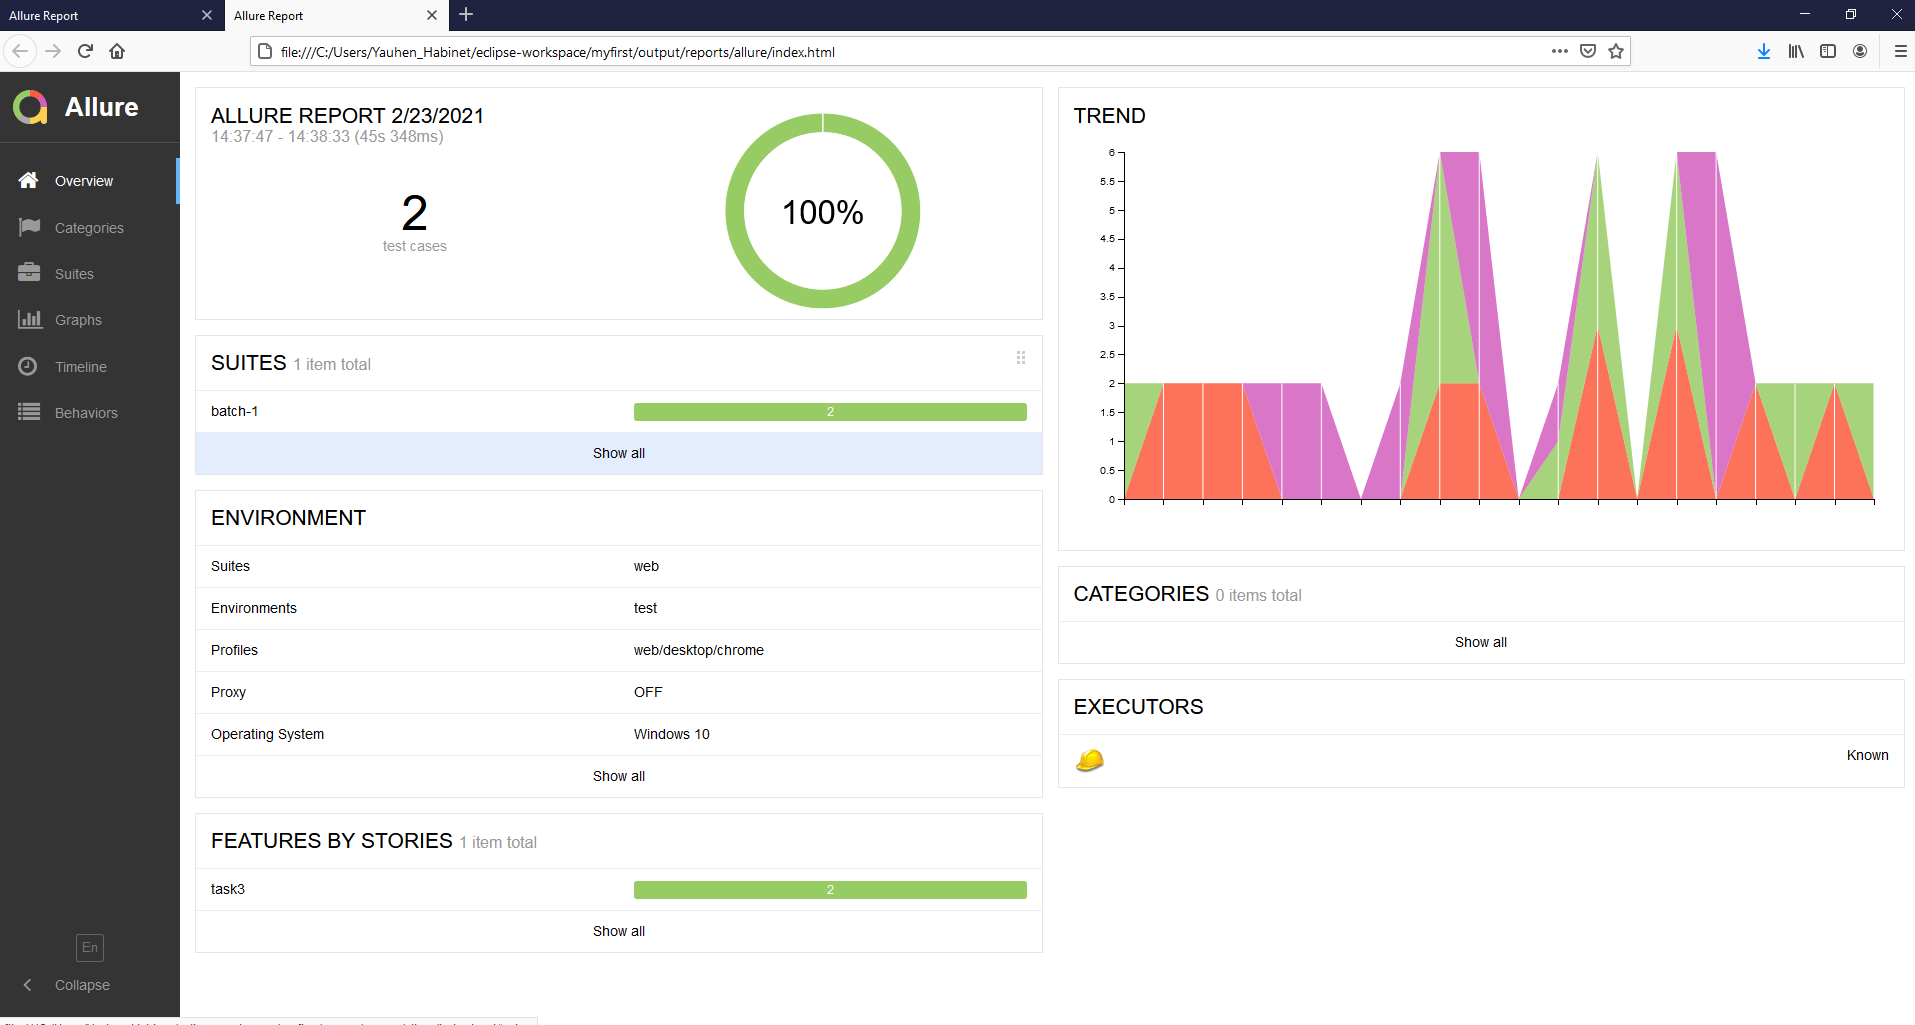 Allure Report
Allure Report
file:///C:/Users/Yauhen_Habinet/eclipse-workspace/myfirst/output/reports/allure/index.html
Allure
Overview
Categories
Suites
Graphs
Timeline
Behaviors
En
Collapse
ALLURE REPORT 2/23/2021
14:37:47 - 14:38:33 (45s 348ms)
2
test cases
100%
SUITES 1 item total
batch-1 2
Show all
ENVIRONMENT
Suites web
Environments test
Profiles web/desktop/chrome
Proxy OFF
Operating System Windows 10
Show all
FEATURES BY STORIES 1 item total
task3 2
Show all
TREND
6
5.5
5
4.5
4
3.5
3
2.5
2
1.5
1
0.5
0
CATEGORIES 0 items total
Show all
EXECUTORS
Known